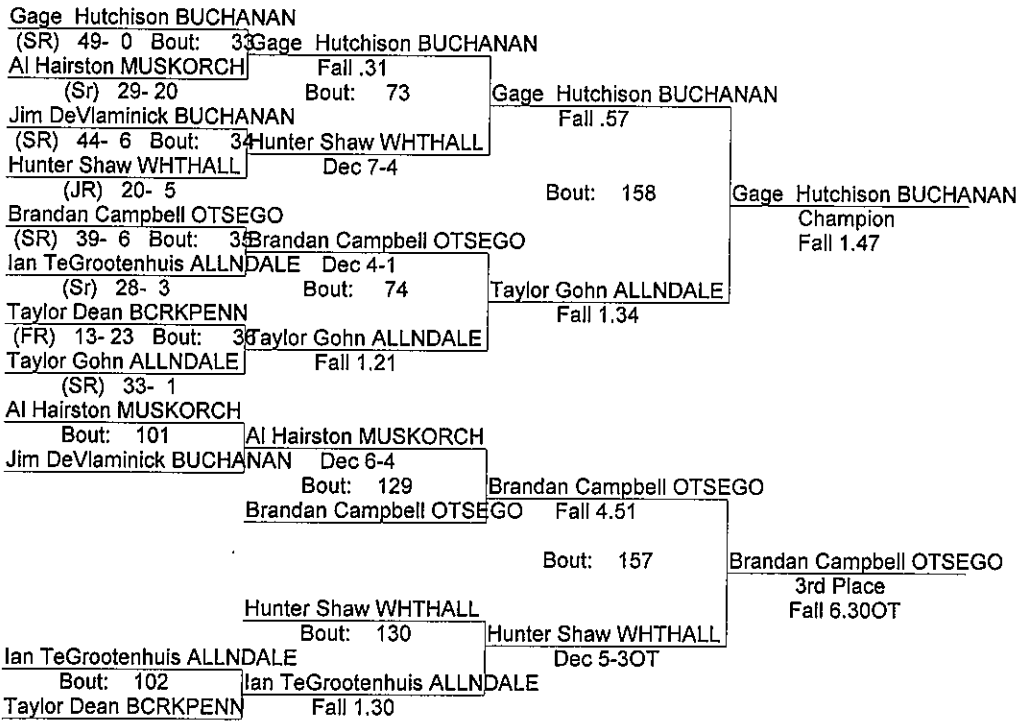 Gage Hutchison BUCHANAN
(SR) 49- 0 Bout: 33
Gage Hutchison BUCHANAN
Al Hairston MUSKORCH
Fall .31
(Sr) 29- 20
Bout: 73
Gage Hutchison BUCHANAN
Jim DeVlaminick BUCHANAN
Fall .57
(SR) 44- 6 Bout: 34
Hunter Shaw WHTHALL
Hunter Shaw WHTHALL
Dec 7-4
(JR) 20- 5
Bout: 158
Gage Hutchison BUCHANAN
Brandan Campbell OTSEGO
Champion
(SR) 39- 6 Bout: 35
Brandan Campbell OTSEGO
Fall 1.47
Ian TeGrootenhuis ALLNDALE
Dec 4-1
(Sr) 28- 3
Bout: 74
Taylor Gohn ALLNDALE
Taylor Dean BCRKPENN
Fall 1.34
(FR) 13- 23 Bout: 36
Taylor Gohn ALLNDALE
Taylor Gohn ALLNDALE
Fall 1.21
(SR) 33- 1
Al Hairston MUSKORCH
Bout: 101
Al Hairston MUSKORCH
Jim DeVlaminick BUCHANAN
Dec 6-4
Bout: 129
Brandan Campbell OTSEGO
Brandan Campbell OTSEGO
Fall 4.51
Bout: 157
Brandan Campbell OTSEGO
3rd Place
Hunter Shaw WHTHALL
Fall 6.30OT
Bout: 130
Hunter Shaw WHTHALL
Ian TeGrootenhuis ALLNDALE
Dec 5-3OT
Bout: 102
Ian TeGrootenhuis ALLNDALE
Taylor Dean BCRKPENN
Fall 1.30